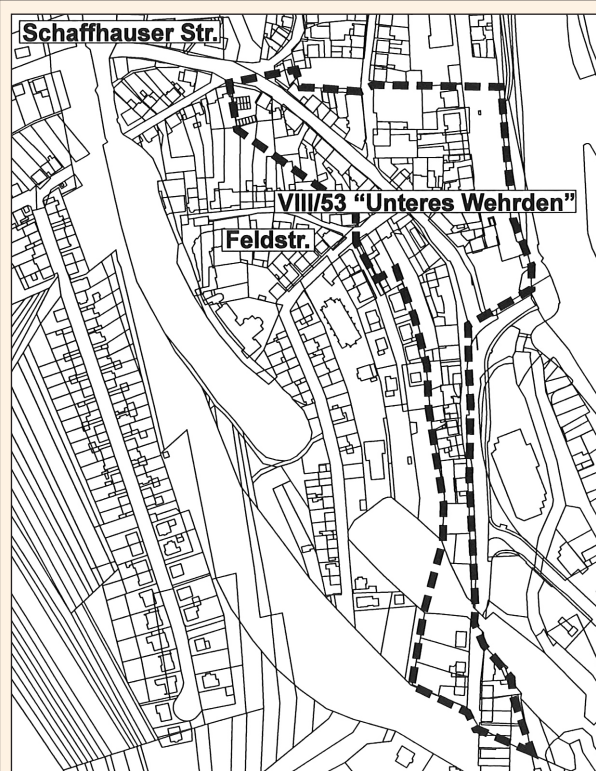 Schaffhauser Str.
VIII/53 “Unteres Wehrden”
Feldstr.